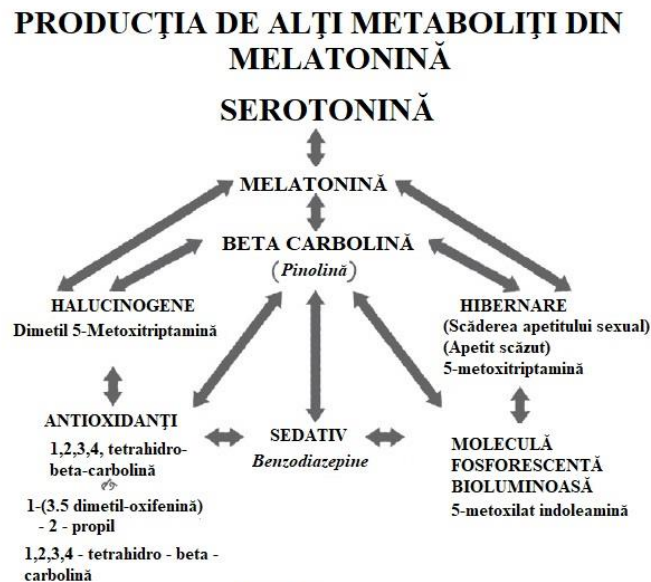 PRODUCŢIA DE ALŢI METABOLIŢI DIN
MELATONINĂ
SEROTONINĂ
MELATONINĂ
BETA CARBOLINĂ
(Pinolină)
HALUCINOGENE
Dimetil 5-Metoxitriptamină
HIBERNARE
(Scăderea apetitului sexual)
(Apetit scăzut)
5-metoxitriptamină
ANTIOXIDANŢI
1,2,3,4, tetrahidro-
beta-carbolină
1-(3.5 dimetil-oxifenină)
- 2 - propil
1,2,3,4 - tetrahidro - beta -
carbolină
SEDATIV
Benzodiazepine
MOLECULĂ
FOSFORESCENTĂ
BIOLUMINOASĂ
5-metoxilat indoleamină